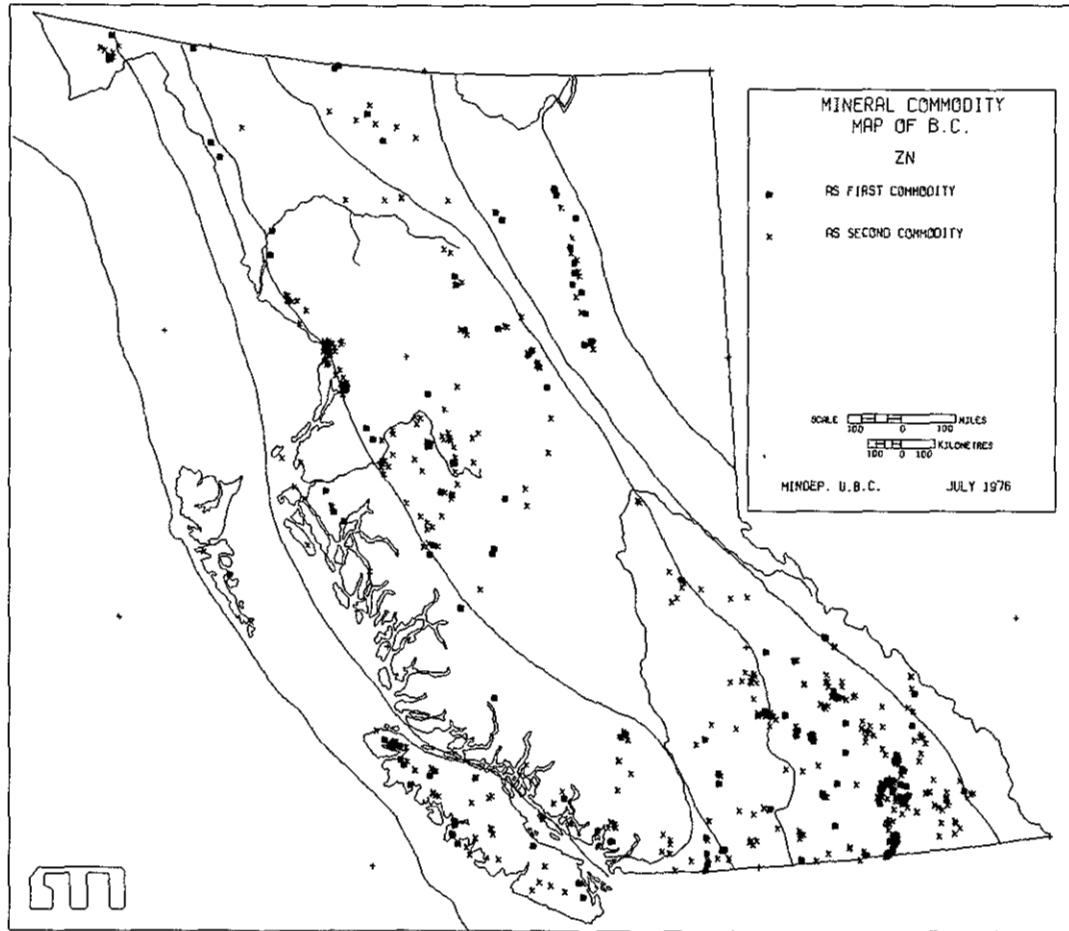 MINERAL COMMODITY
MAP OF B.C.
ZN
AS FIRST COMMODITY
AS SECOND COMMODITY
SCALE MILES
100 0 100
KILOMETRES
100 0 100
MINDEP. U.B.C. JULY 1976